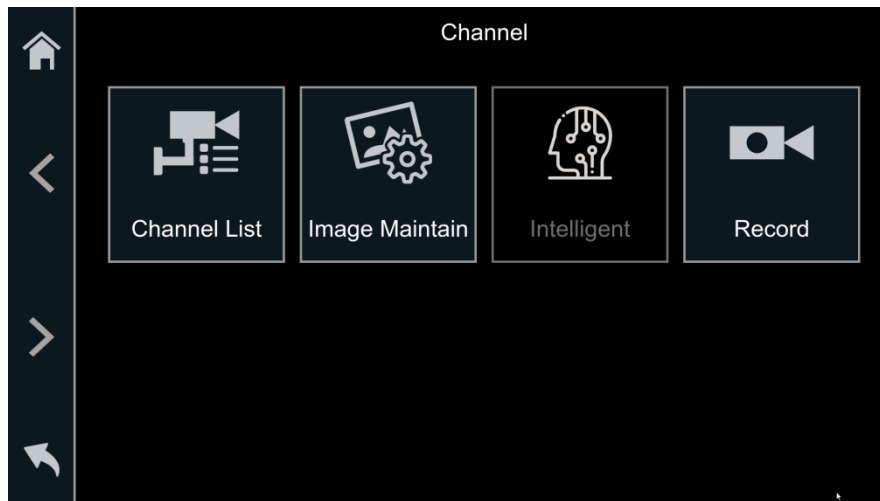 Channel
Channel List
Image Maintain
Intelligent
Record